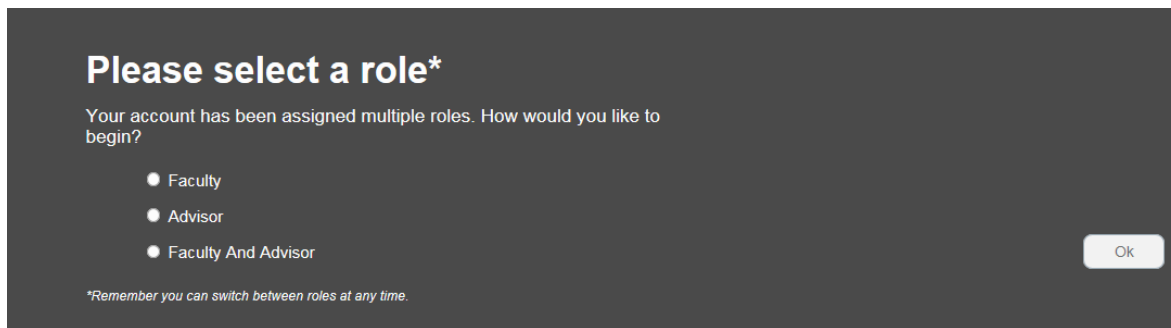 Please select a role*
Your account has been assigned multiple roles. How would you like to
begin?
Faculty
Advisor
Faculty And Advisor
Ok
*Remember you can switch between roles at any time.